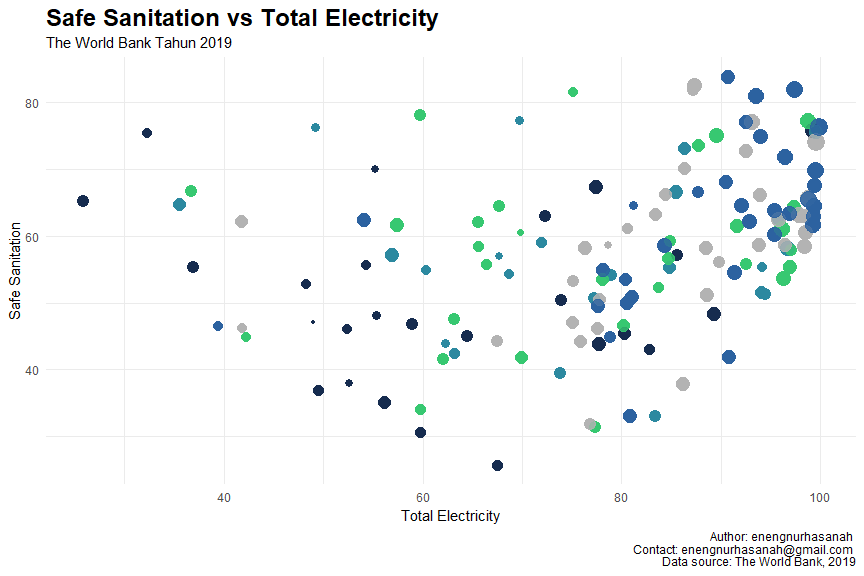 Safe Sanitation vs Total Electricity
The World Bank Tahun 2019
80
60
40
Safe Sanitation
40 60 80 100
Total Electricity
Author: enengnurhasanah
Contact: enengnurhasanah@gmail.com
Data source: The World Bank, 2019